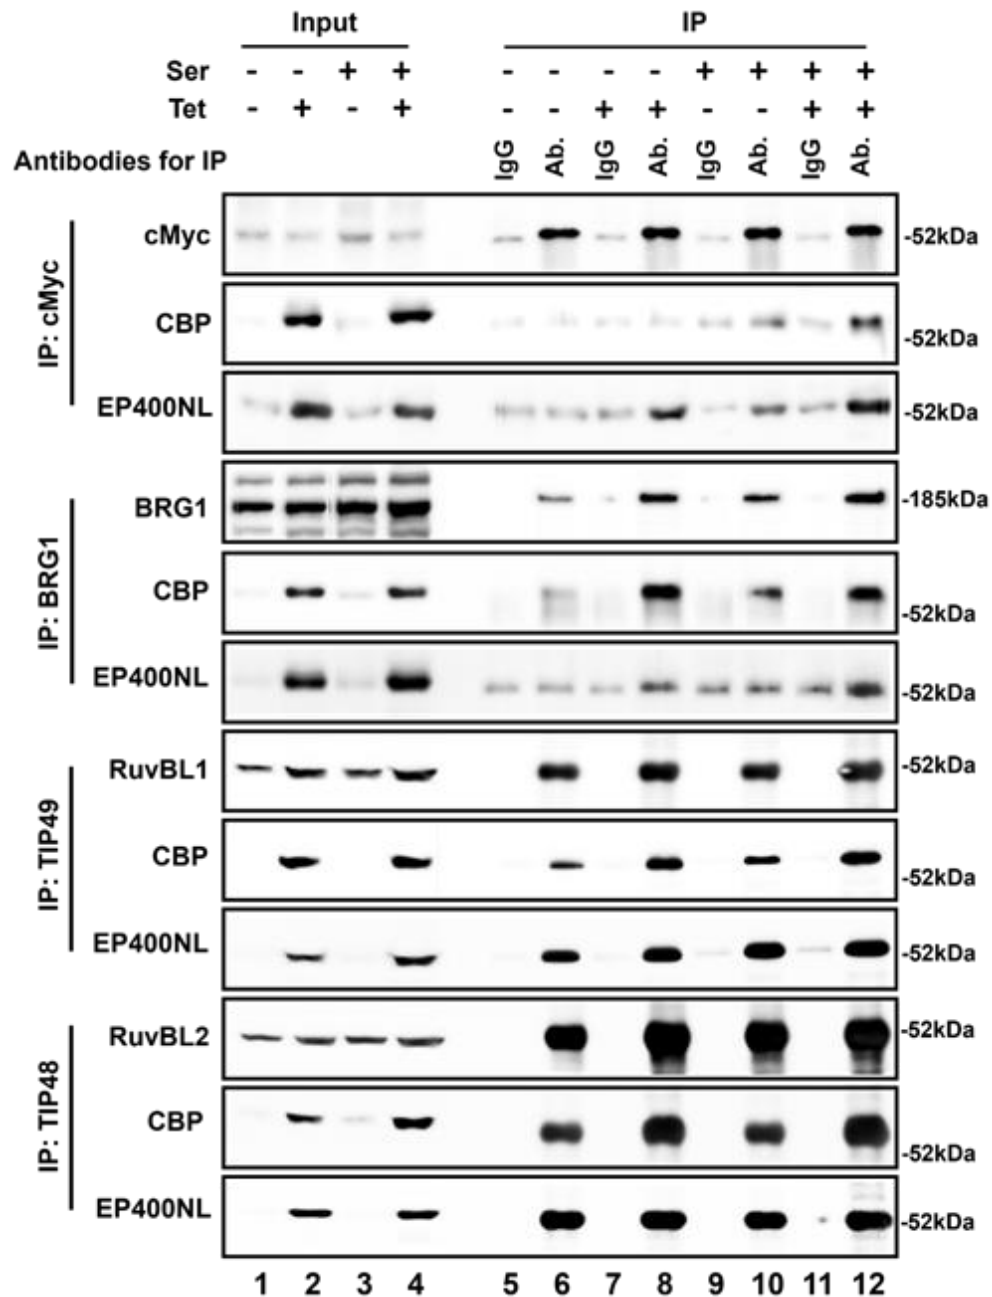 Input IP
Ser - - + + - - - - + + + +
Tet - + - + - - + + - - + +
Antibodies for IP IgG Ab. IgG Ab. IgG Ab. IgG Ab.
IP: cMyc
cMyc -52kDa
CBP -52kDa
EP400NL -52kDa
IP: BRG1
BRG1 -185kDa
CBP -52kDa
EP400NL -52kDa
IP: TIP49
RuvBL1 -52kDa
CBP -52kDa
EP400NL -52kDa
IP: TIP48
RuvBL2 -52kDa
CBP -52kDa
EP400NL -52kDa
1 2 3 4 5 6 7 8 9 10 11 12